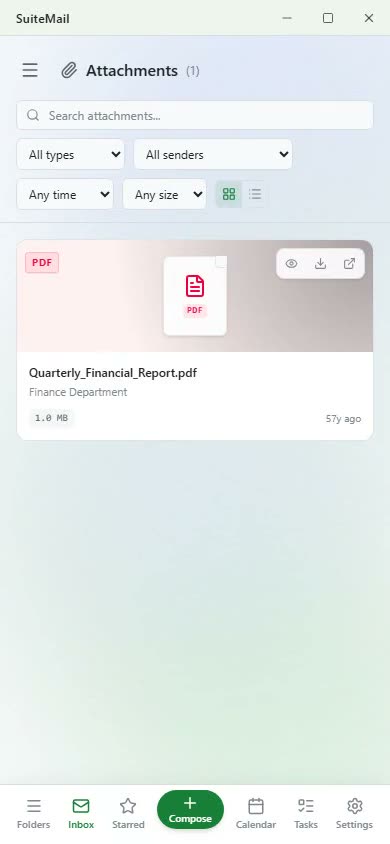 SuiteMail
Attachments (1)
Search attachments...
All types All senders
Any time Any size
PDF
PDF
Quarterly_Financial_Report.pdf
Finance Department
1.0 MB 57y ago
Folders Inbox Starred Compose Calendar Tasks Settings